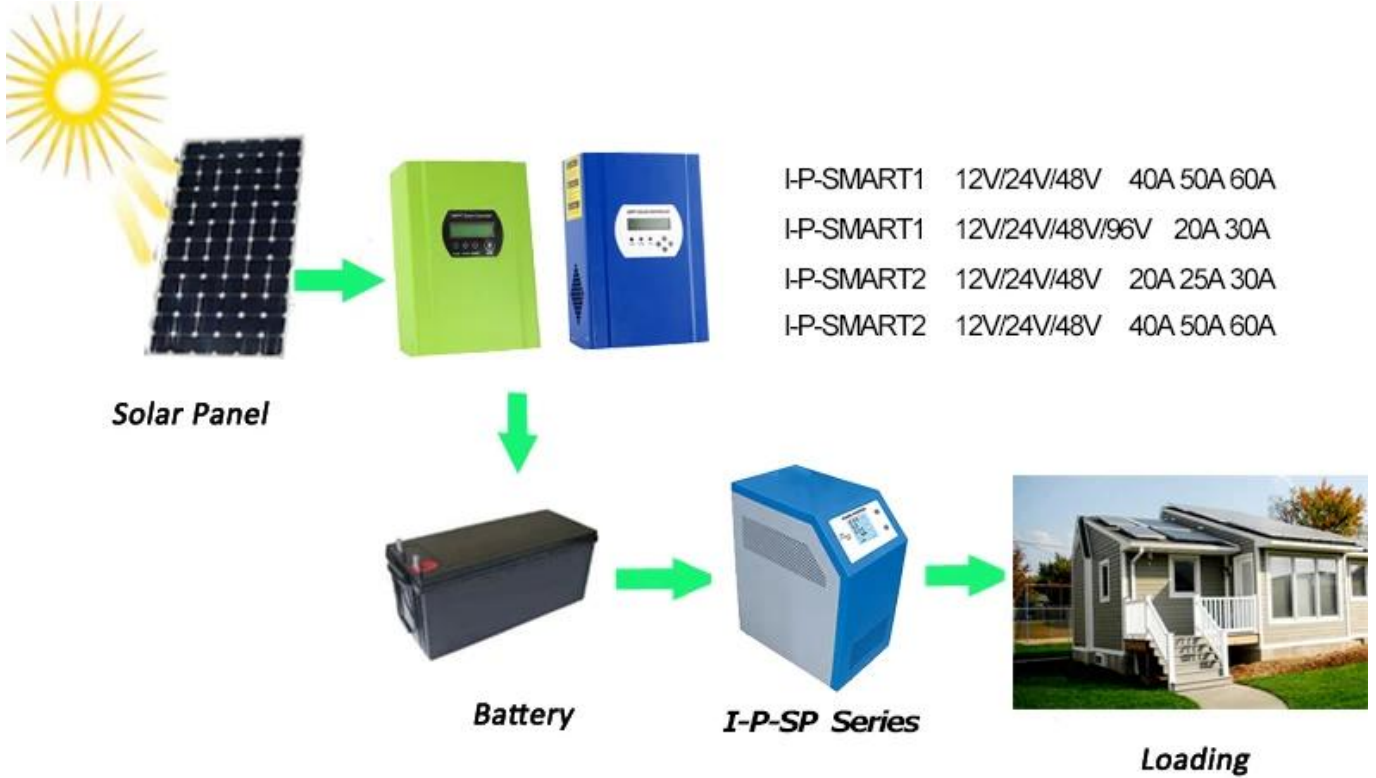 I-P-SMART1 12V/24V/48V 40A 50A 60A
I-P-SMART1 12V/24V/48V/96V 20A 30A
I-P-SMART2 12V/24V/48V 20A 25A 30A
I-P-SMART2 12V/24V/48V 40A 50A 60A
Solar Panel
Battery
I-P-SP Series
Loading